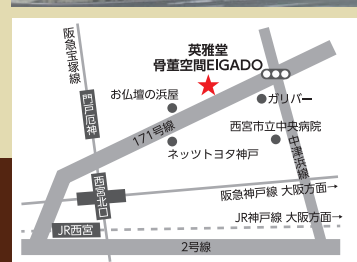 英雅堂
骨董空間EIGADO
阪急宝塚線
門戸厄神
お仏壇の浜屋
ガリバー
171号線
西宮市立中央病院
ネッツトヨタ神戸
中津浜線
西宮北口
阪急神戸線 大阪方面→
JR神戸線 大阪方面→
JR西宮
2号線